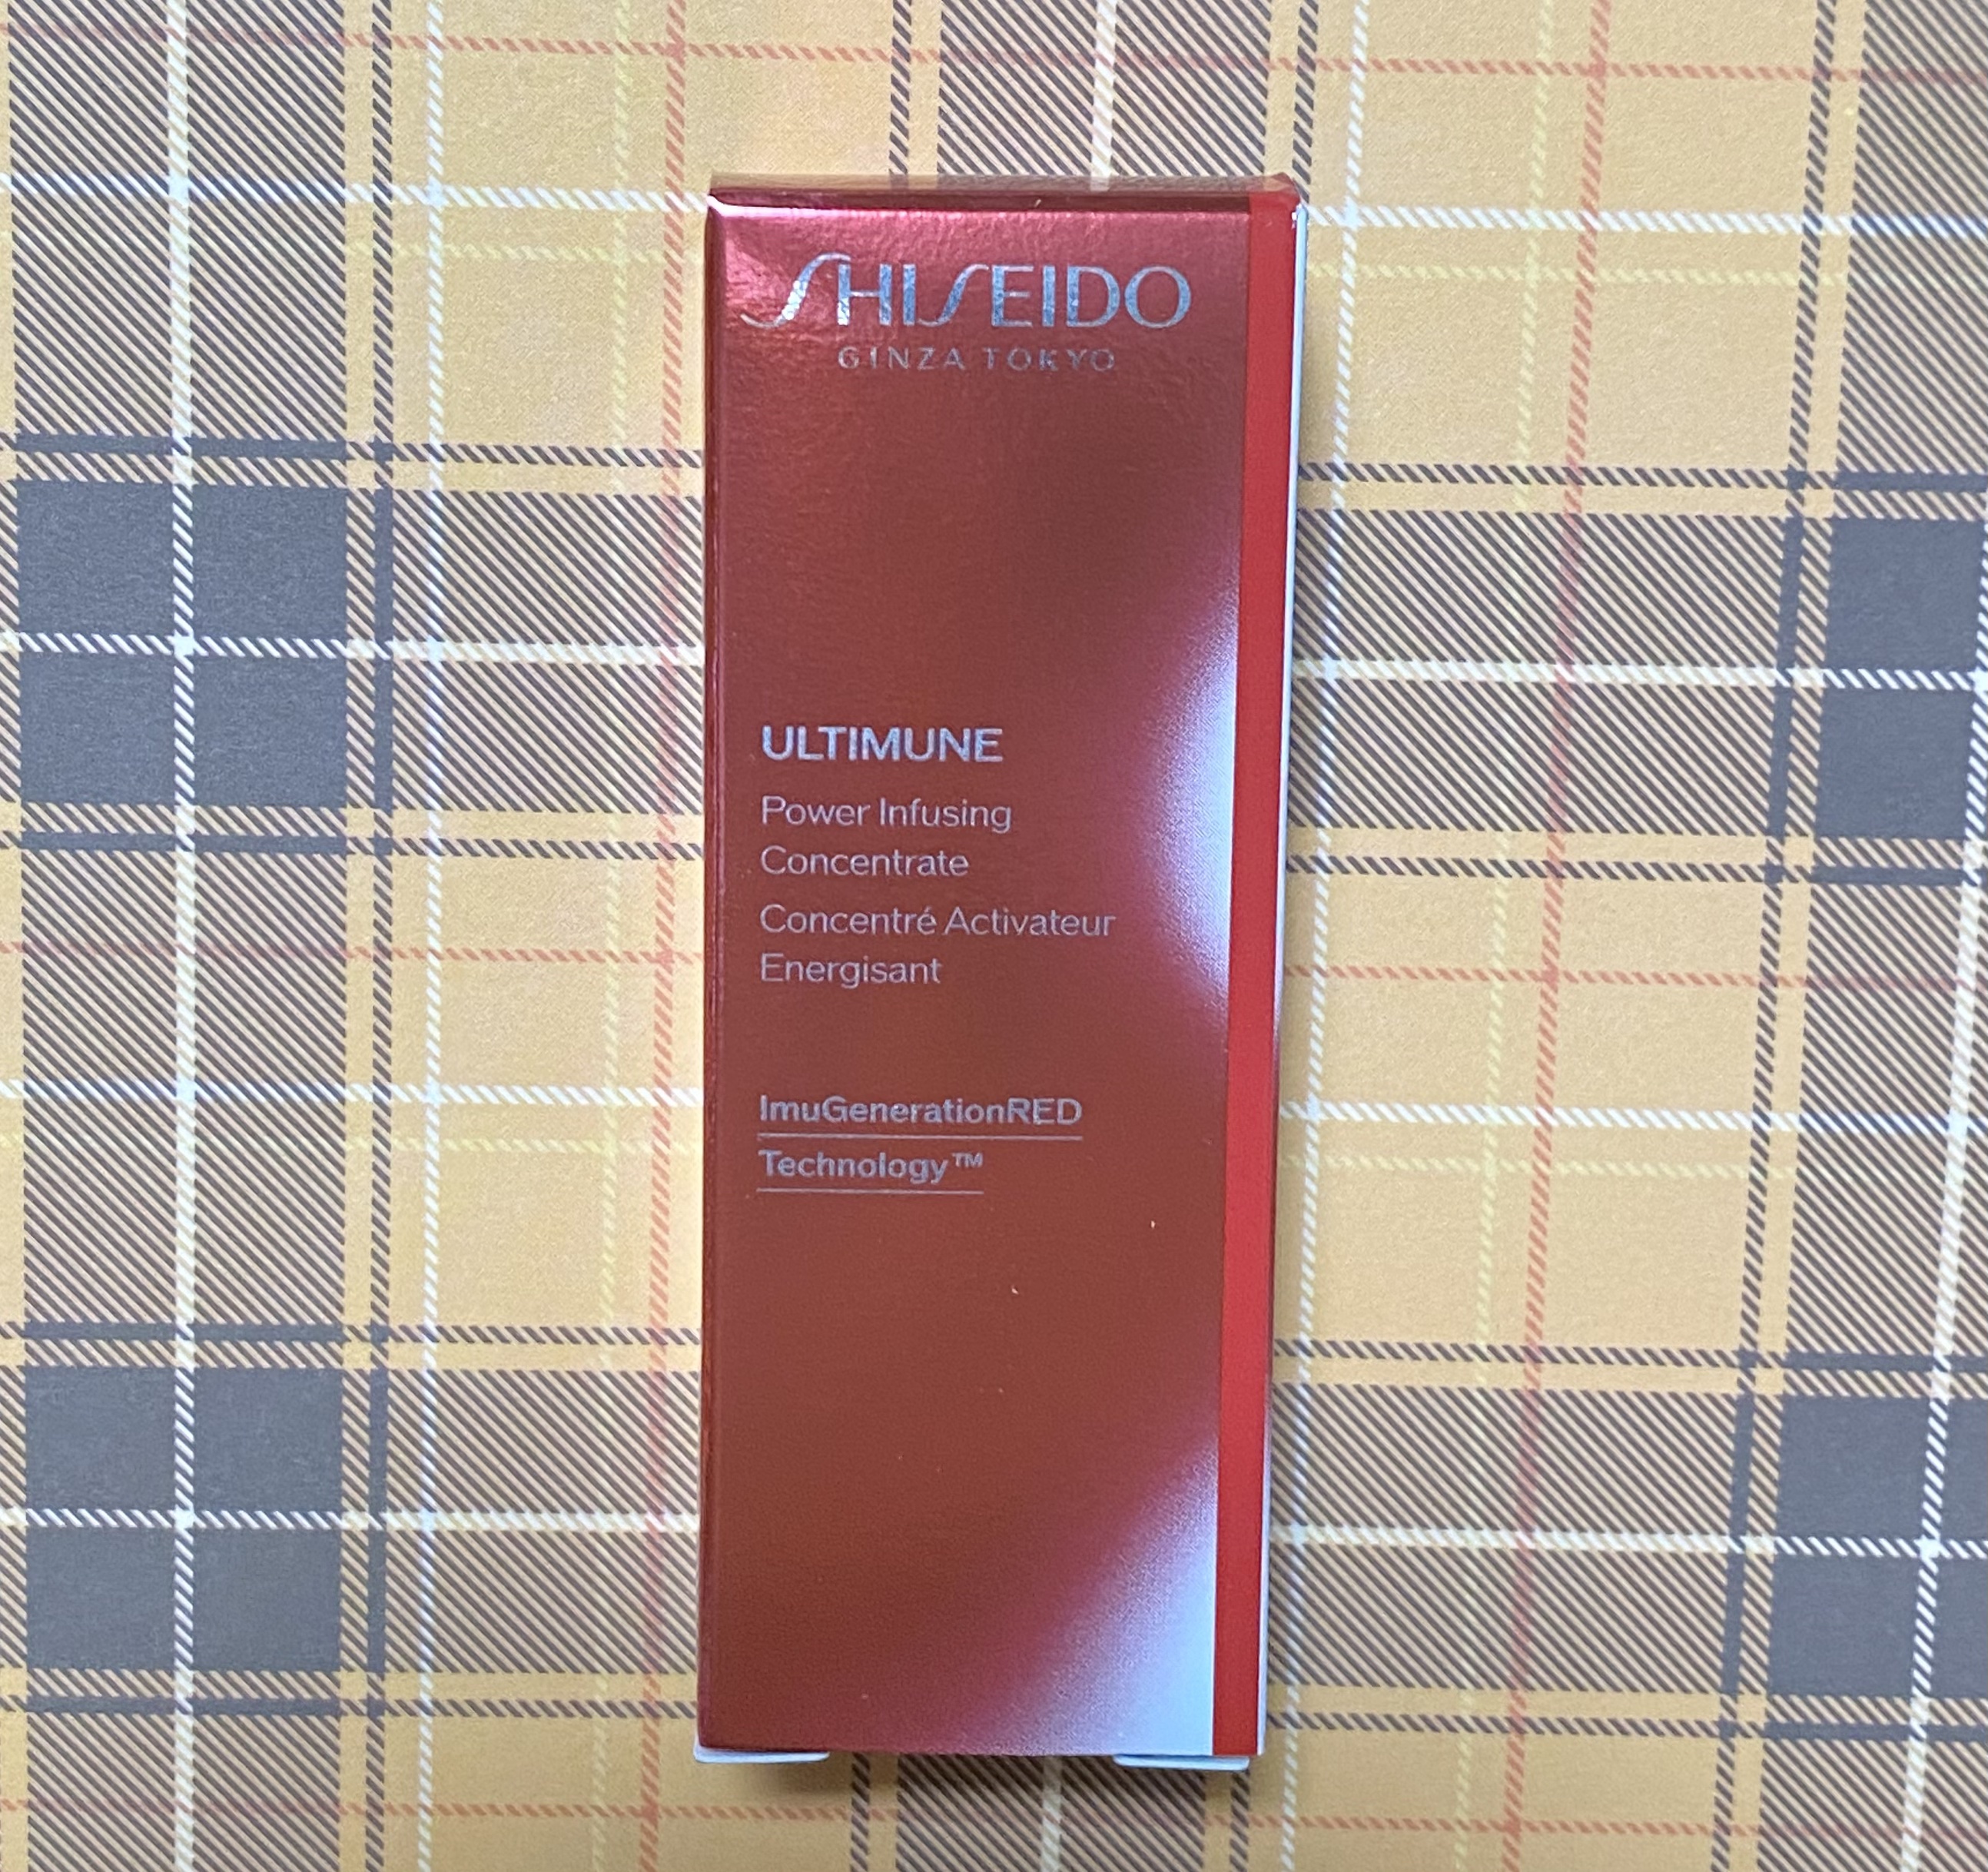 SHISEIDO
GINZA TOKYO
ULTIMUNE
Power Infusing
Concentrate
Concentré Activateur
Energisant
ImuGenerationRED
Technology™